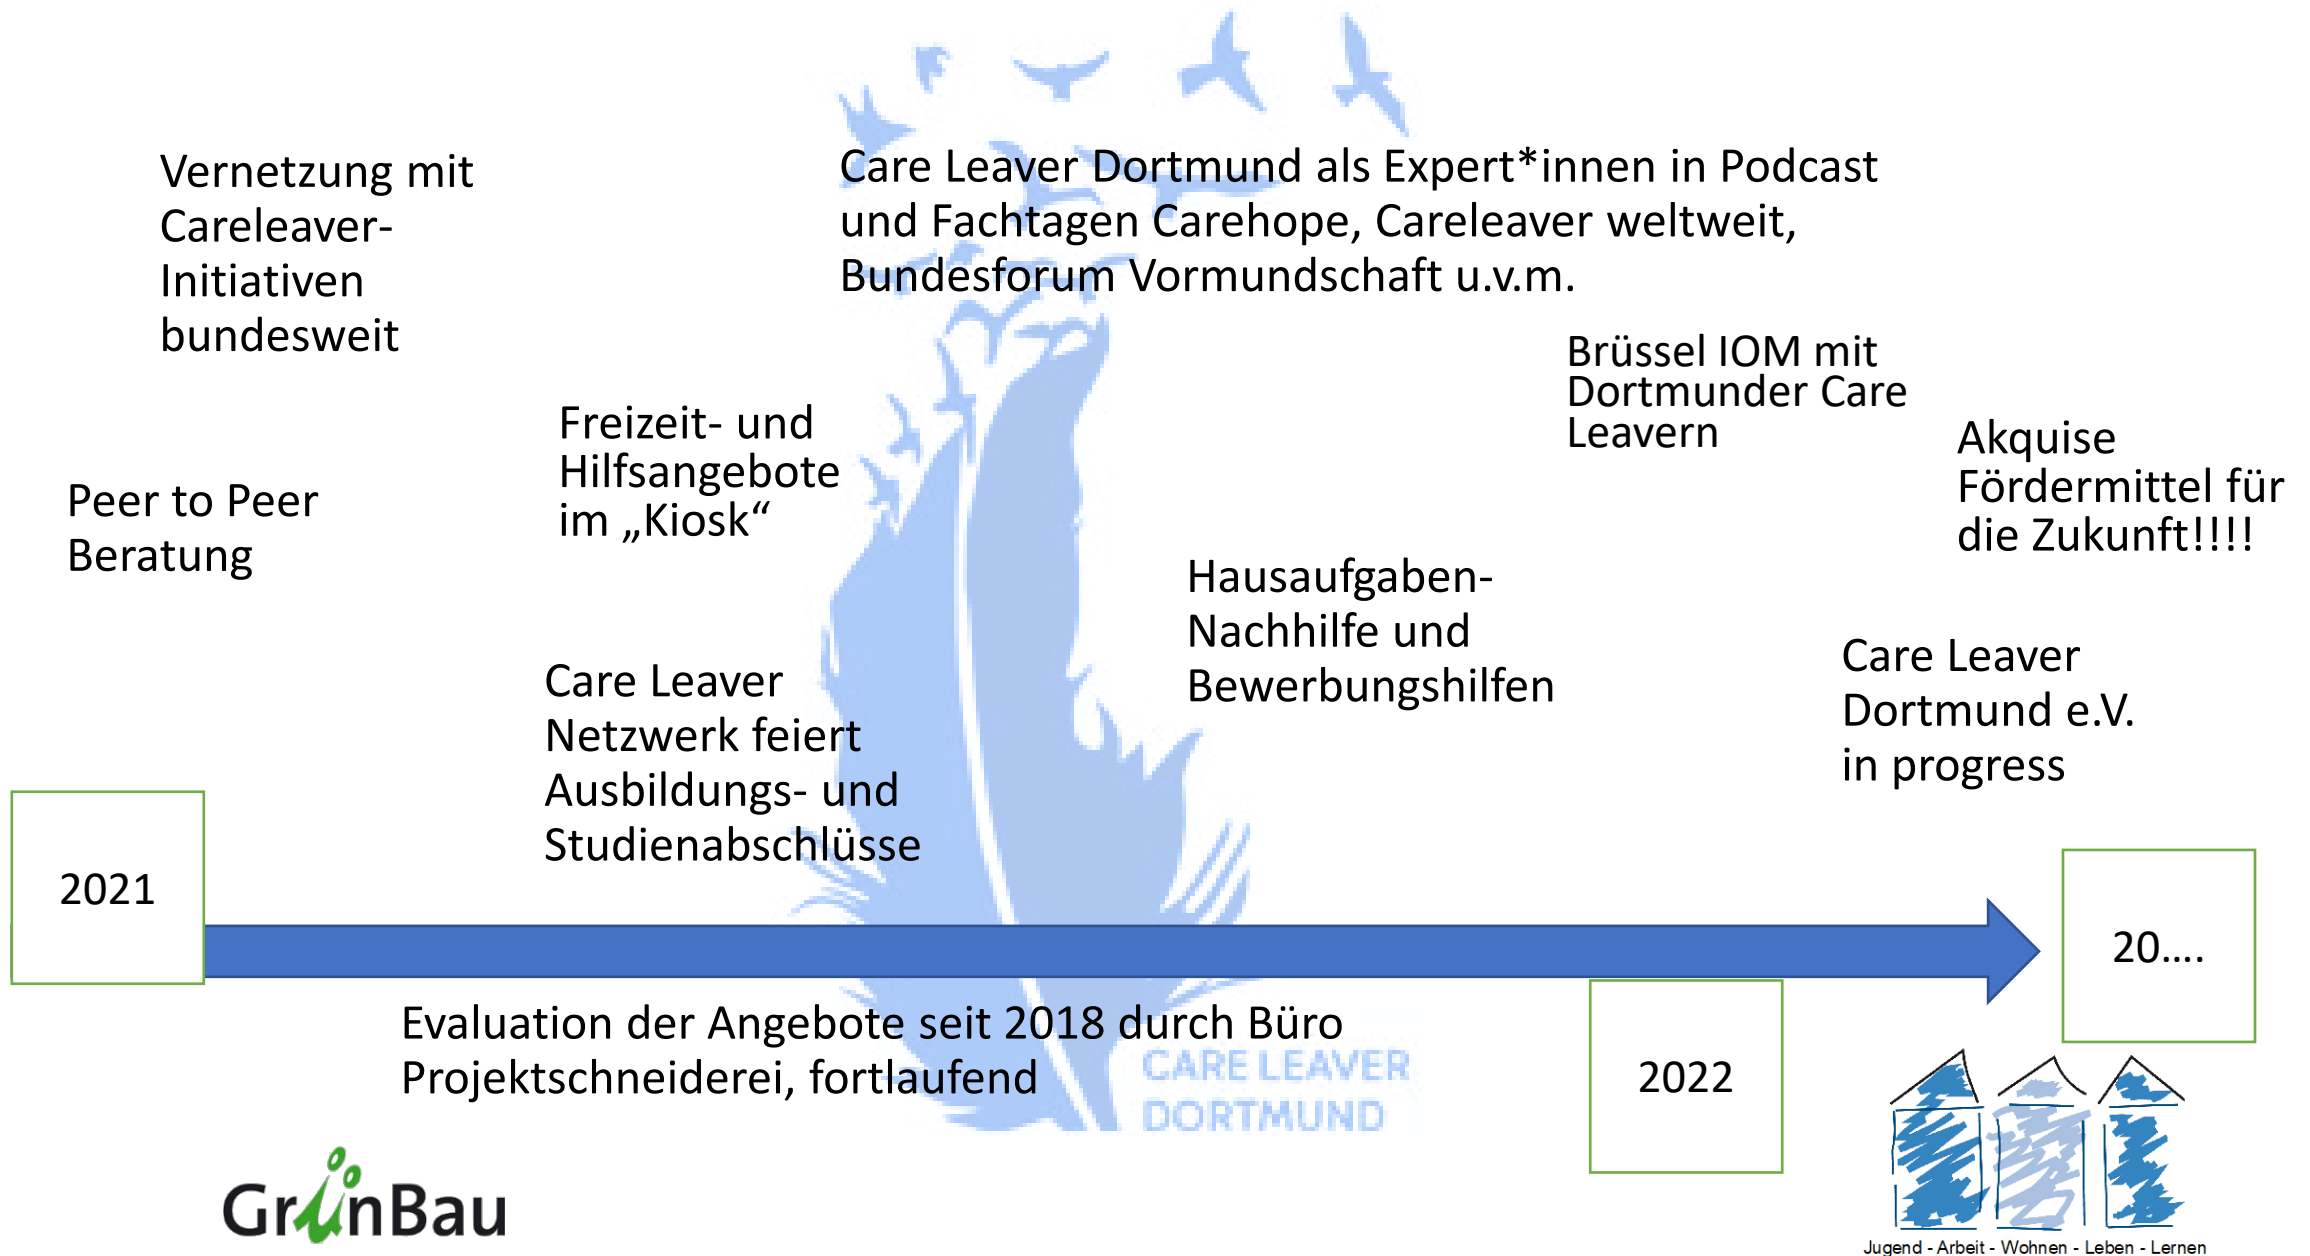 Vernetzung mit
Careleaver-
Initiativen
bundesweit
Care Leaver Dortmund als Expert*innen in Podcast
und Fachtagen Carehope, Careleaver weltweit,
Bundesforum Vormundschaft u.v.m.
Brüssel IOM mit
Dortmunder Care
Leavern
Freizeit- und
Hilfsangebote
im „Kiosk“
Akquise
Fördermittel für
die Zukunft!!!!
Peer to Peer
Beratung
Hausaufgaben-
Nachhilfe und
Bewerbungshilfen
Care Leaver
Netzwerk feiert
Ausbildungs- und
Studienabschlüsse
Care Leaver
Dortmund e.V.
in progress
2021
20….
Evaluation der Angebote seit 2018 durch Büro
Projektschneiderei, fortlaufend
2022
CARE LEAVER
DORTMUND
GrünBau
Jugend - Arbeit - Wohnen - Leben - Lernen